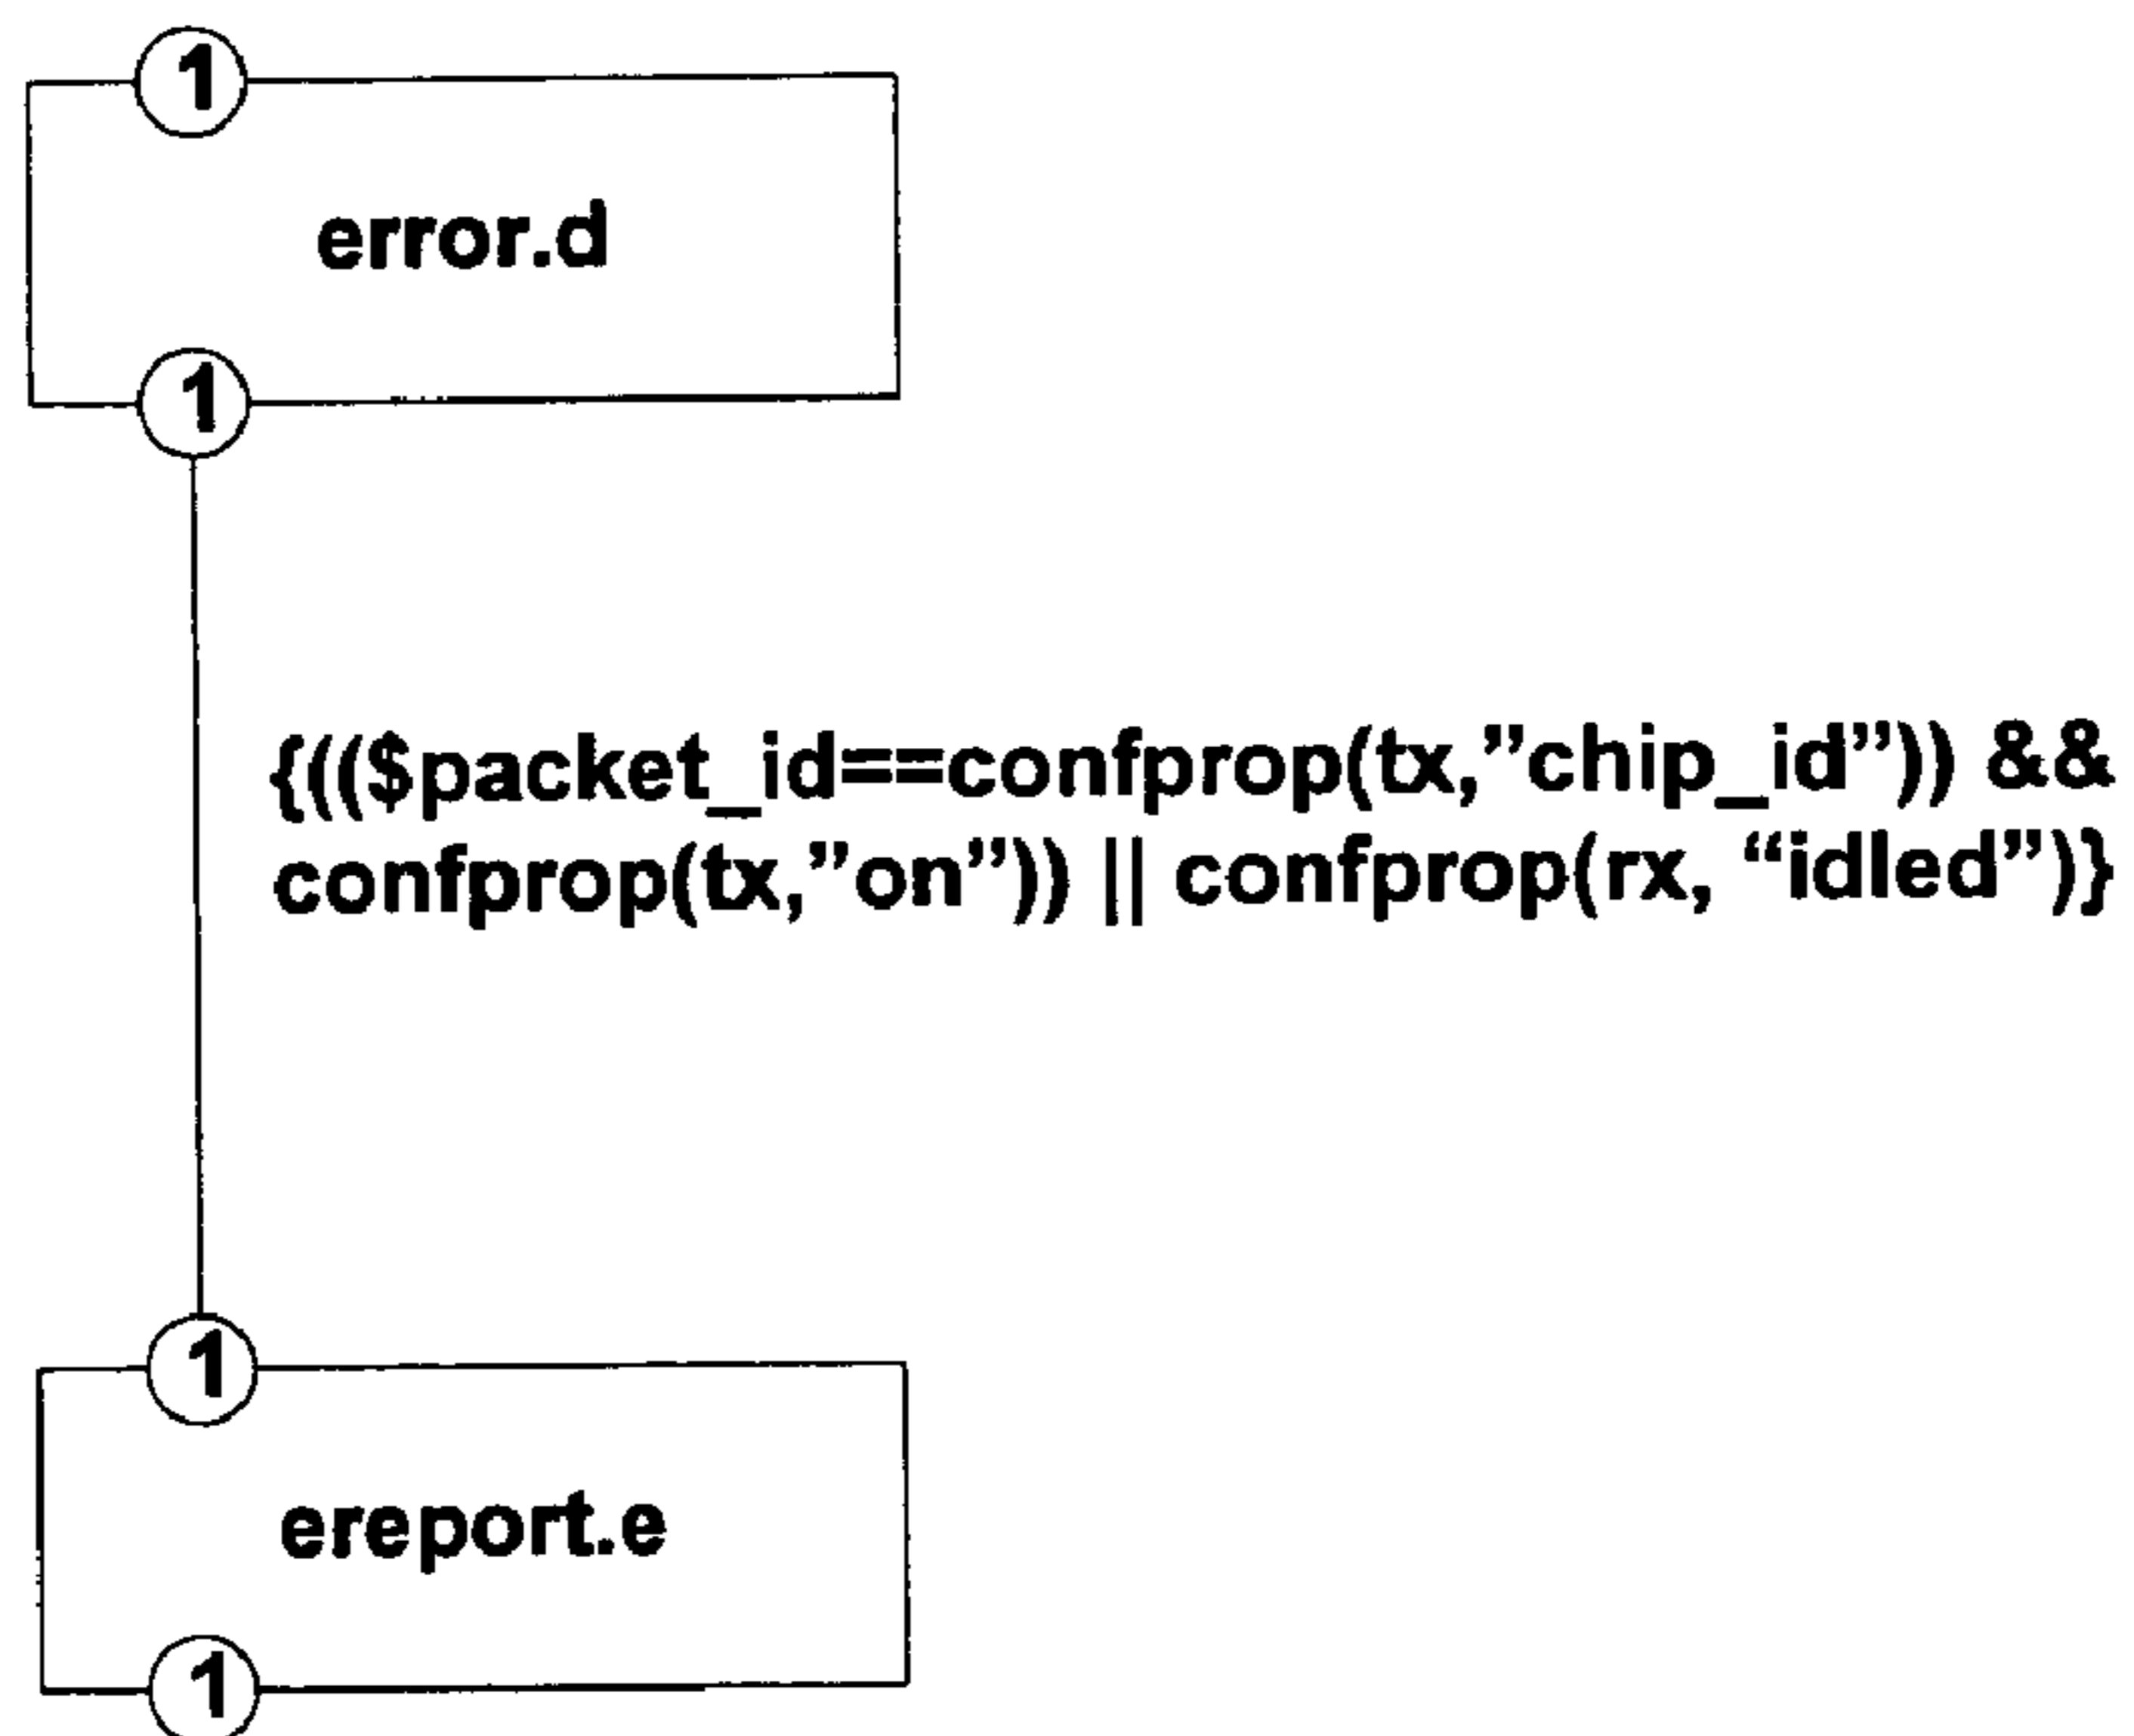 1
error.d
1
{(($packet_id==confprop(tx,”chip_id”)) &&
confprop(tx,”on”)) || confprop(rx, “idled”)}
1
ereport.e
1